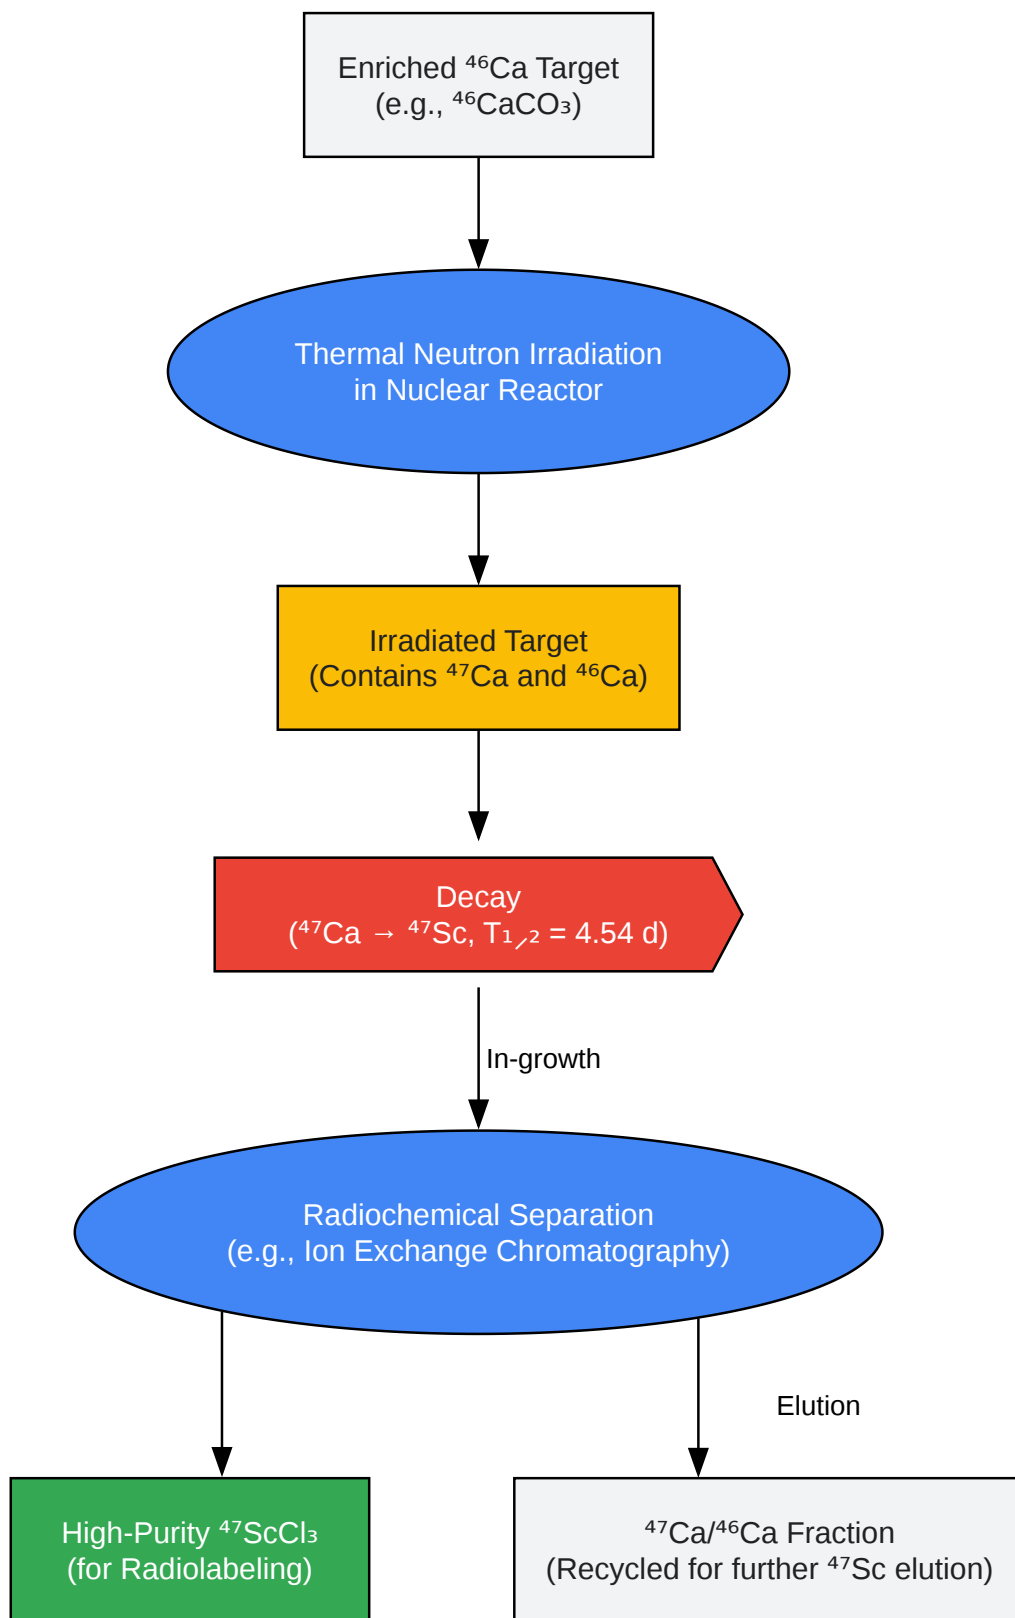 Enriched ⁴⁶Ca Target
(e.g., ⁴⁶CaCO₃)
Thermal Neutron Irradiation
in Nuclear Reactor
Irradiated Target
(Contains ⁴⁷Ca and ⁴⁶Ca)
Decay
(⁴⁷Ca → ⁴⁷Sc, T₁⸝₂ = 4.54 d)
In-growth
Radiochemical Separation
(e.g., Ion Exchange Chromatography)
Elution
High-Purity ⁴⁷ScCl₃
(for Radiolabeling)
⁴⁷Ca/⁴⁶Ca Fraction
(Recycled for further ⁴⁷Sc elution)